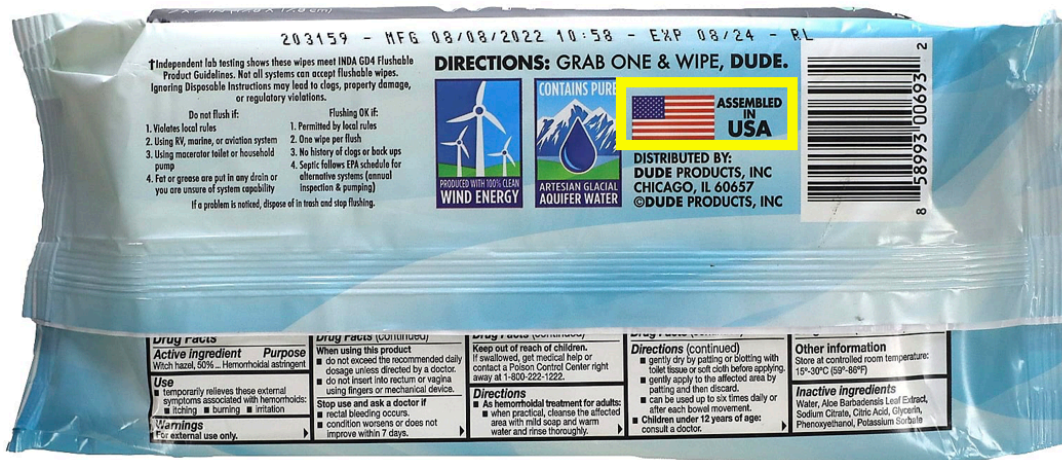 203159 - MFG 08/08/2022 10:58 - EXP 08/24 - RL
†Independent lab testing shows these wipes meet INDA GD4 Flushable
Product Guidelines. Not all systems can accept flushable wipes.
Ignoring Disposable Instructions may lead to clogs, property damage,
or regulatory violations.
Do not flush if:
1. Violates local rules
2. Using RV, marine, or aviation system
3. Using macerator toilet or household
pump
4. Fat or grease are put in any drain or
you are unsure of system capability
Flushing OK if:
1. Permitted by local rules
2. One wipe per flush
3. No history of clogs or back ups
4. Septic follows EPA schedule for
alternative systems (annual
inspection & pumping)
If a problem is noticed, dispose of in trash and stop flushing.
DIRECTIONS: GRAB ONE & WIPE, DUDE.
PRODUCED WITH 100% CLEAN
WIND ENERGY
CONTAINS PURE
ARTESIAN GLACIAL
AQUIFER WATER
ASSEMBLED
IN
USA
DISTRIBUTED BY:
DUDE PRODUCTS, INC
CHICAGO, IL 60657
©DUDE PRODUCTS, INC
8 58993 00693 2
Drug Facts
Active ingredient Purpose
Witch hazel, 50% ... Hemorrhoidal astringent
Use
■ temporarily relieves these external
symptoms associated with hemorrhoids:
■ itching ■ burning ■ irritation
Warnings
For external use only.
Drug Facts (continued)
When using this product
■ do not exceed the recommended daily
dosage unless directed by a doctor.
■ do not insert into rectum or vagina
using fingers or mechanical device.
Stop use and ask a doctor if
■ rectal bleeding occurs.
■ condition worsens or does not
improve within 7 days.
Drug Facts (continued)
Keep out of reach of children.
If swallowed, get medical help or
contact a Poison Control Center right
away at 1-800-222-1222.
Directions
■ As hemorrhoidal treatment for adults:
■ when practical, cleanse the affected
area with mild soap and warm
water and rinse thoroughly.
Directions (continued)
■ gently dry by patting or blotting with
toilet tissue or soft cloth before applying.
■ gently apply to the affected area by
patting and then discard.
■ can be used up to six times daily or
after each bowel movement.
■ Children under 12 years of age:
consult a doctor.
Other information
Store at controlled room temperature:
15°-30°C (59°-86°F)
Inactive ingredients
Water, Aloe Barbadensis Leaf Extract,
Sodium Citrate, Citric Acid, Glycerin,
Phenoxyethanol, Potassium Sorbate